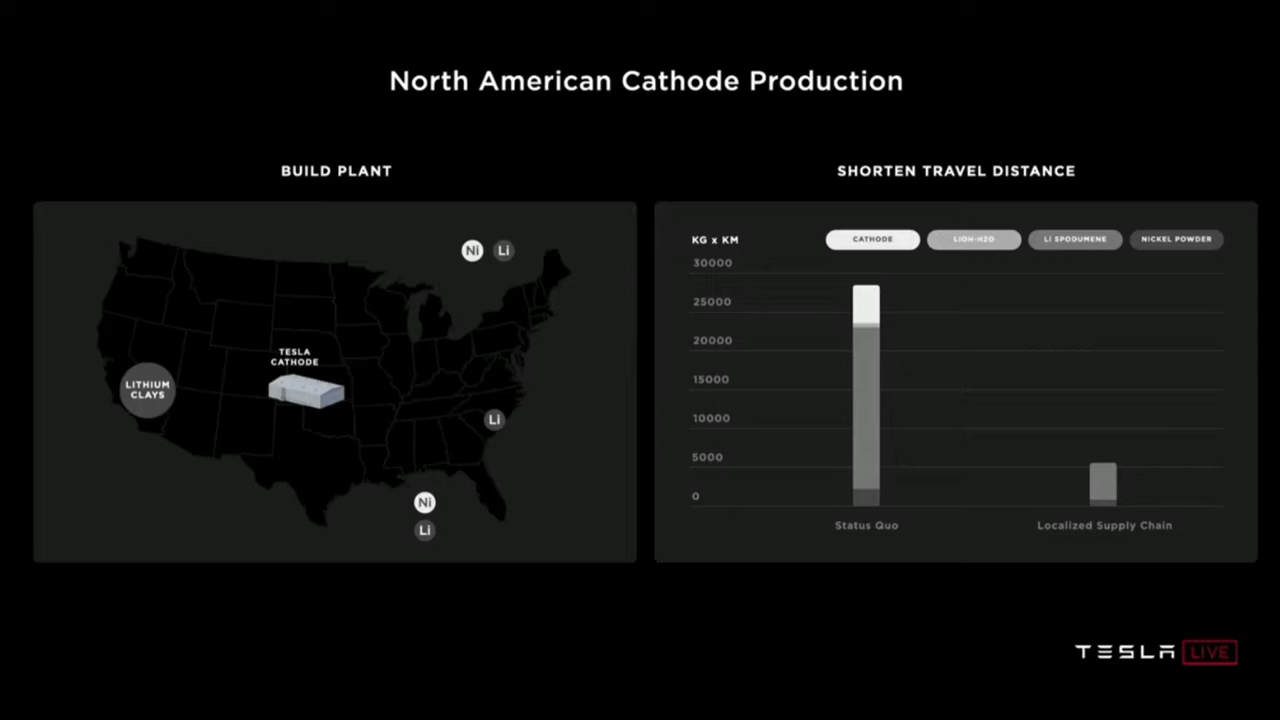 North American Cathode Production
BUILD PLANT
Ni
Li
TESLA
CATHODE
LITHIUM
CLAYS
Li
Ni
Li
SHORTEN TRAVEL DISTANCE
KG x KM
CATHODE
LIOH-H2O
LI SPODUMENE
NICKEL POWDER
30000
25000
20000
15000
10000
5000
0
Status Quo
Localized Supply Chain
TESLA LIVE